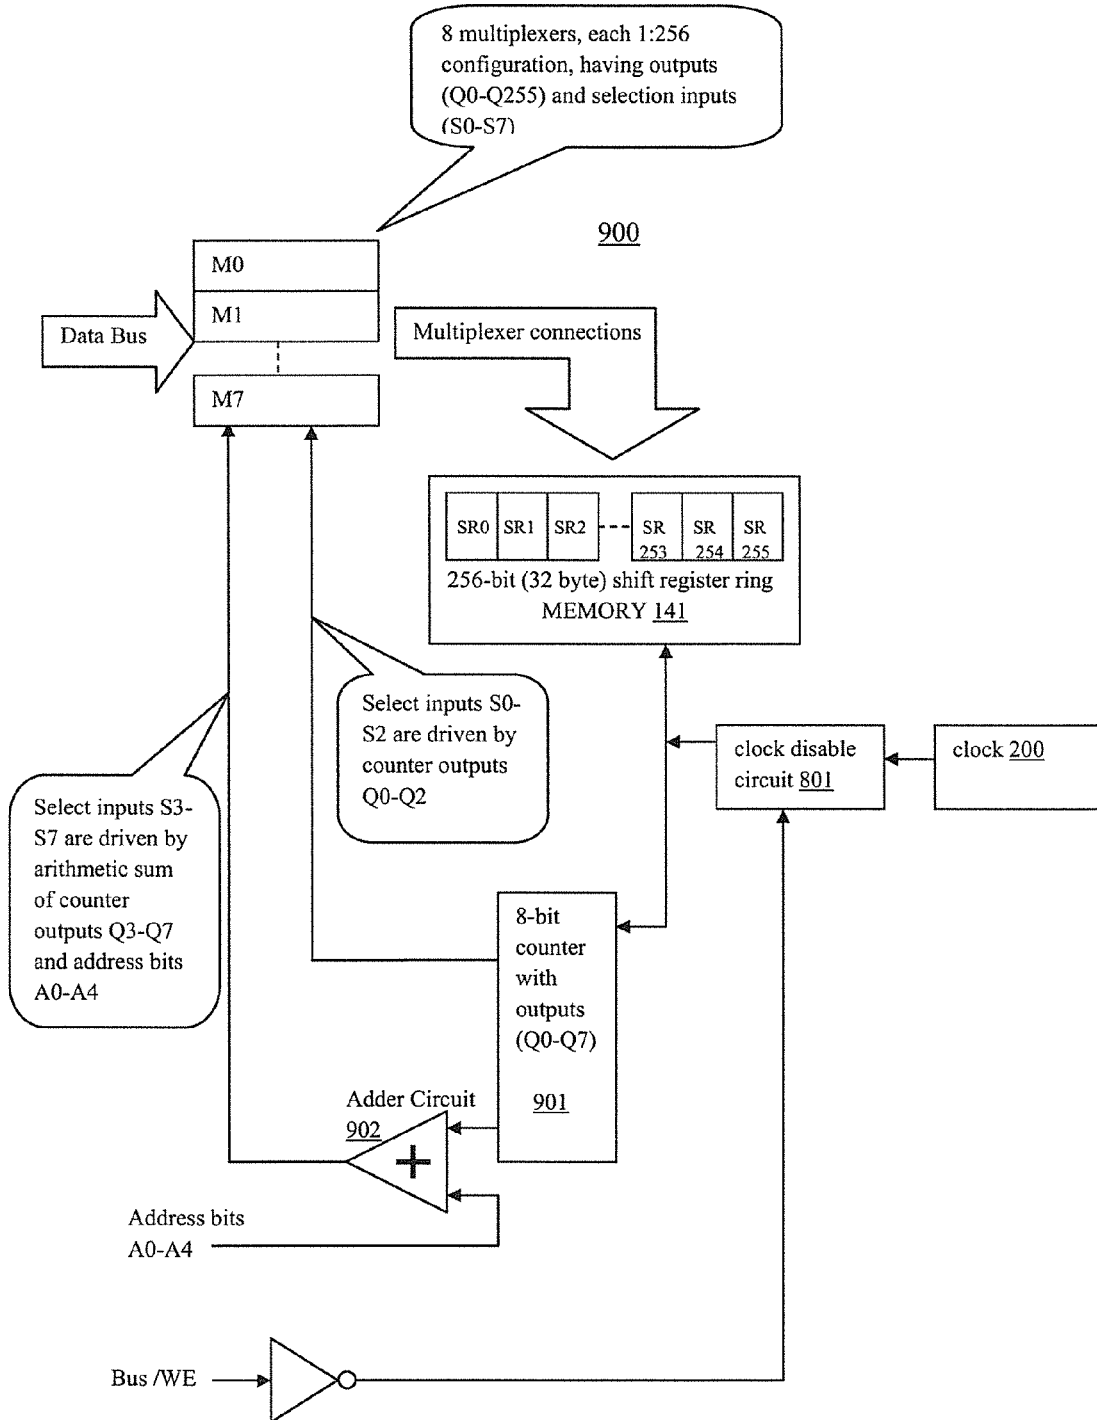 8 multiplexers, each 1:256
configuration, having outputs
(Q0-Q255) and selection inputs
(S0-S7)
900
M0
M1
M7
Data Bus
Multiplexer connections
SR0
SR1
SR2
SR
253
SR
254
SR
255
256-bit (32 byte) shift register ring
MEMORY 141
Select inputs S0-
S2 are driven by
counter outputs
Q0-Q2
clock disable
circuit 801
clock 200
Select inputs S3-
S7 are driven by
arithmetic sum
of counter
outputs Q3-Q7
and address bits
A0-A4
8-bit
counter
with
outputs
(Q0-Q7)
901
Adder Circuit
902
+
Address bits
A0-A4
Bus /WE